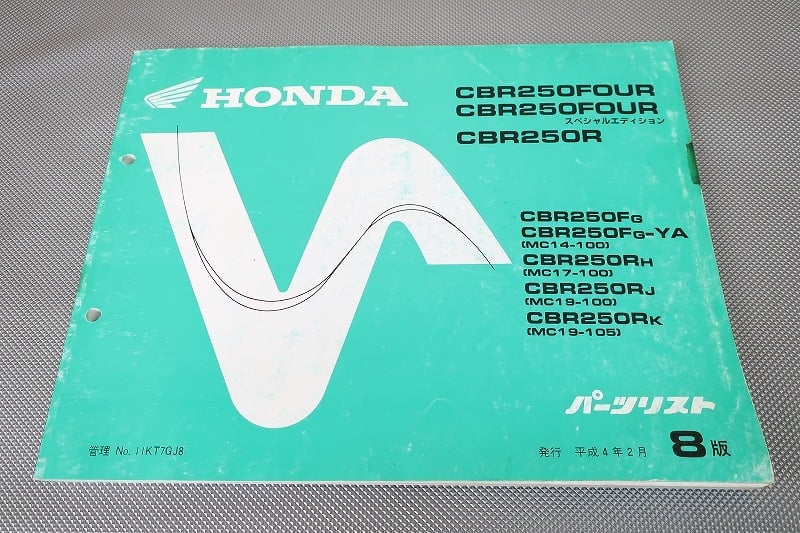 HONDA
CBR250FOUR
CBR250FOUR
スペシャルエディション
CBR250R
CBR250FG
CBR250FG-YA
(MC14-100)
CBR250RH
(MC17-100)
CBR250RJ
(MC19-100)
CBR250RK
(MC19-105)
パーツリスト
管理 No. 11KT7GJ8
発行 平成4年2月 8版